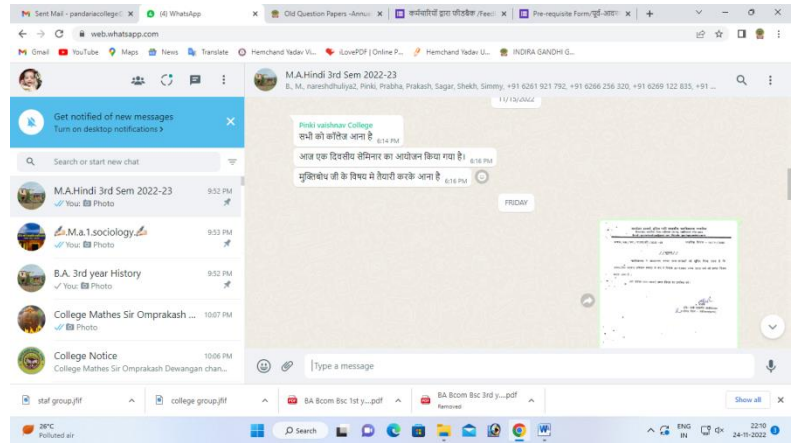 Sent Mail - pendariacollege@
(4) WhatsApp
Old Question Papers -Annua
कर्मचारियों द्वारा फीडबैक /Feed
Pre-requisite Form/पूर्व-आवश
web.whatsapp.com
Gmail
YouTube
Maps
News
Translate
Hemchand Yadav Vi...
iLovePDF | Online P...
Hemchand Yadav U...
INDIRA GANDHI G...
M.A.Hindi 3rd Sem 2022-23
B., M., nareshdhuliya2, Pinki, Prabha, Prakash, Sagar, Shekh, Simmy, +91 6261 921 792, +91 6266 256 320, +91 6269 122 835, +91 ...
Get notified of new messages
Turn on desktop notifications >
Search or start new chat
M.A.Hindi 3rd Sem 2022-23 9:52 PM
You: Photo
.M.a.1.sociology. 9:53 PM
You: Photo
B.A. 3rd year History 9:52 PM
You: Photo
College Mathes Sir Omprakash ... 10:07 PM
Photo
College Notice 10:06 PM
College Mathes Sir Omprakash Dewangan chan...
11/15/2022
Pinki vaishnav College
सभी को कॉलेज आना है 6:14 PM
आज एक दिवसीय सेमिनार का आयोजन किया गया है। 6:16 PM
मुक्तिबोध जी के विषय मे तैयारी करके आना है 6:16 PM
FRIDAY
Type a message
staf group.jfif
college group.jfif
BA Bcom Bsc 1st y....pdf
BA Bcom Bsc 3rd y....pdf
Removed
Show all
26°C
Polluted air
Search
ENG
IN
22:10
24-11-2022
3